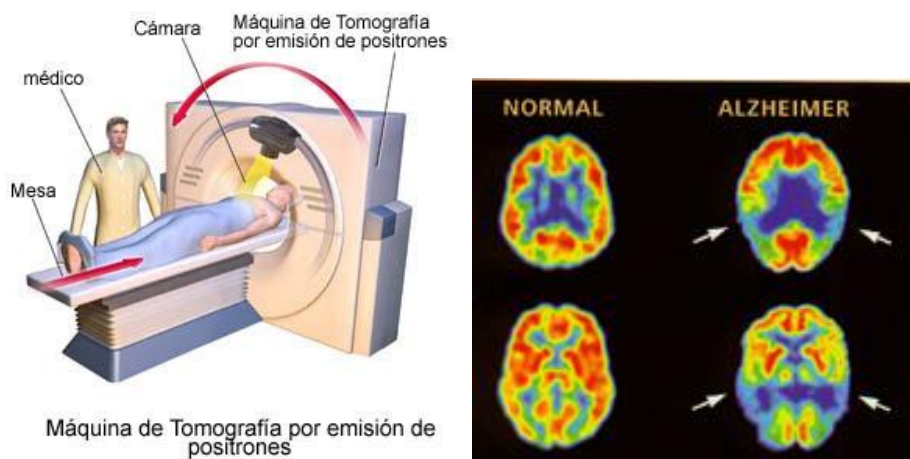 Cámara
Máquina de Tomografía
por emisión de positrones
médico
Mesa
Máquina de Tomografía por emisión de
positrones
NORMAL
ALZHEIMER